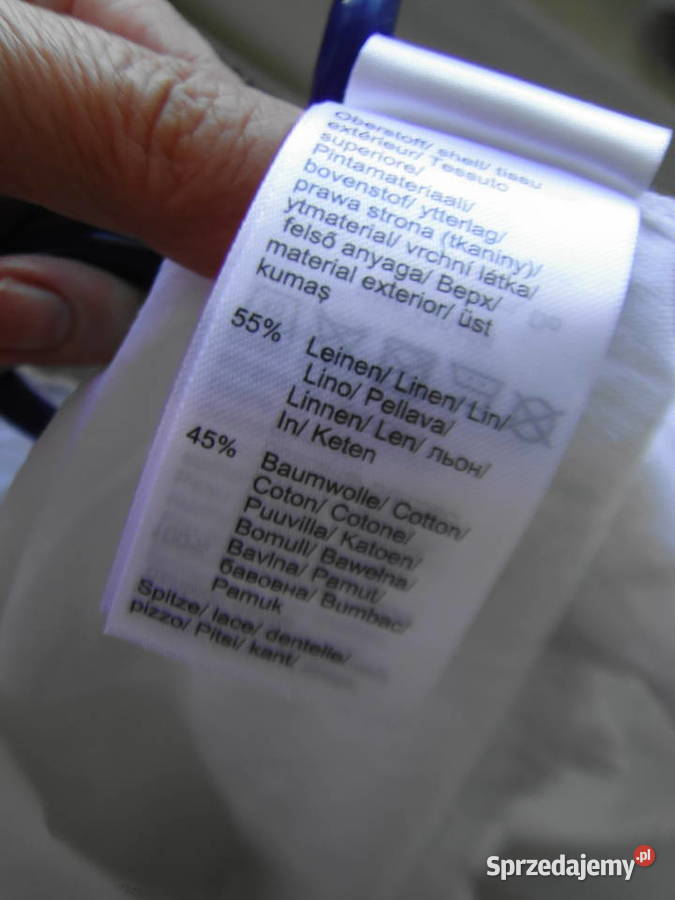 Oberstoff/ shell/ tissu
extérieur/ Tessuto
superiore/
Pintamateriaali/
bovenstof/ ytterlag/
prawa strona (tkaniny)/
ytmaterial/ vrchní látka/
felső anyaga/ Верх/
material exterior/ üst
kumaş
55% Leinen/ Linen/ Lin/
Lino/ Pellava/
Linnen/ Len/ льон/
In/ Keten
45% Baumwolle/ Cotton/
Coton/ Cotone/
Puuvilla/ Katoen/
Bomull/ Bawełna/
Bavlna/ Pamut/
бавовна/ Bumbac/
Pamuk
Spitze/ lace/ dentelle/
pizzo/ Pitsi/ kant/
Sprzedajemy.pl